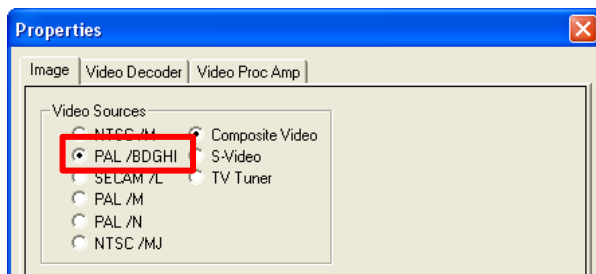 Properties
Image Video Decoder Video Proc Amp
Video Sources
NTSC /M Composite Video
PAL /BDGHI S-Video
SECAM /L TV Tuner
PAL /M
PAL /N
NTSC /MJ